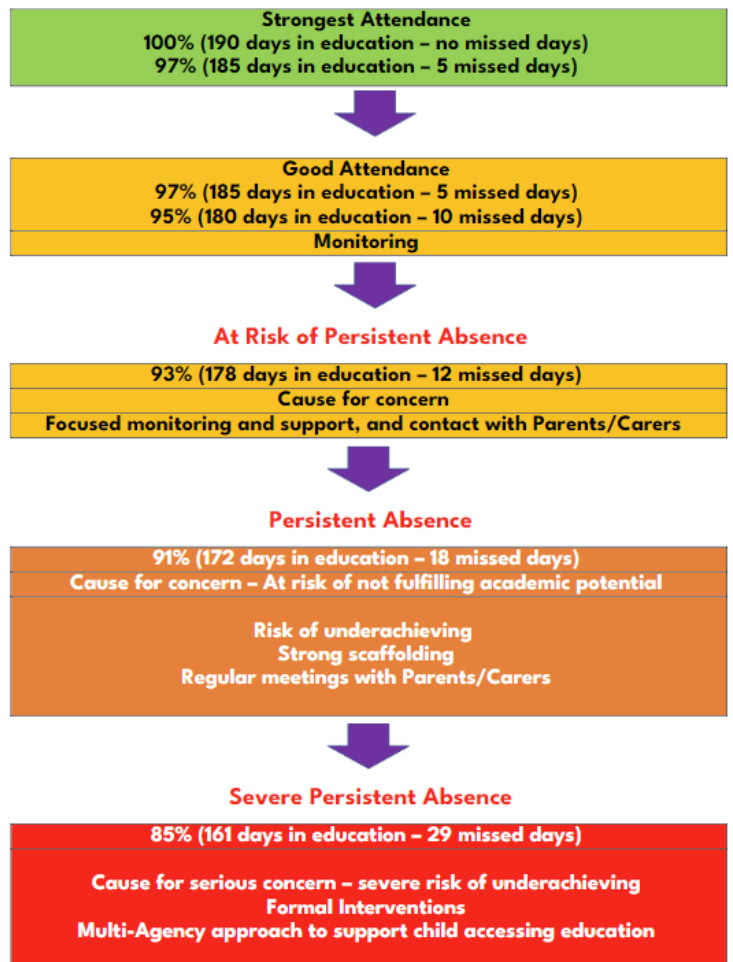 Strongest Attendance
100% (190 days in education – no missed days)
97% (185 days in education – 5 missed days)
Good Attendance
97% (185 days in education – 5 missed days)
95% (180 days in education – 10 missed days)
Monitoring
At Risk of Persistent Absence
93% (178 days in education – 12 missed days)
Cause for concern
Focused monitoring and support, and contact with Parents/Carers
Persistent Absence
91% (172 days in education – 18 missed days)
Cause for concern – At risk of not fulfilling academic potential
Risk of underachieving
Strong scaffolding
Regular meetings with Parents/Carers
Severe Persistent Absence
85% (161 days in education – 29 missed days)
Cause for serious concern – severe risk of underachieving
Formal Interventions
Multi-Agency approach to support child accessing education